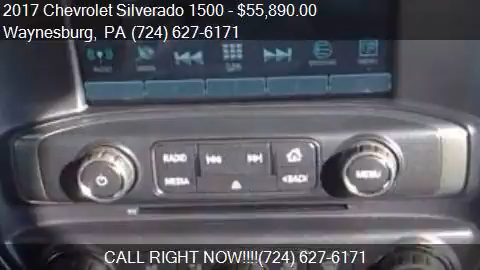 2017 Chevrolet Silverado 1500 - $55,890.00
Waynesburg, PA (724) 627-6171
RADIO
MEDIA
BACK
MENU
CALL RIGHT NOW!!!!(724) 627-6171